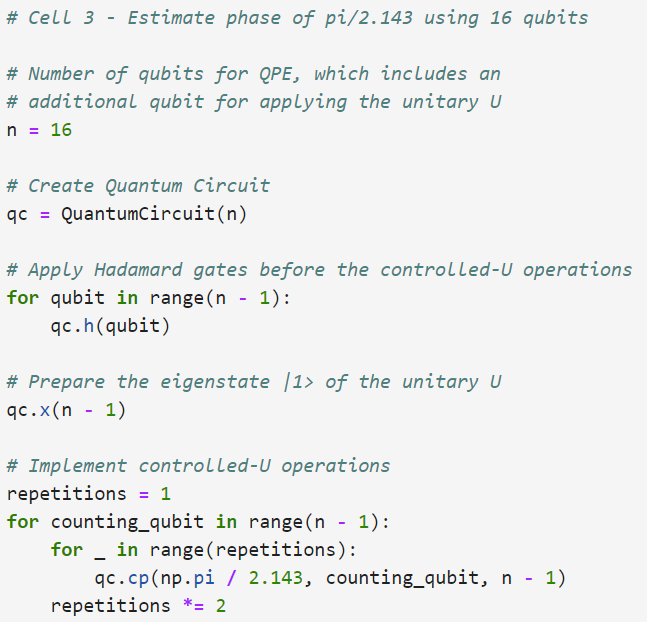 # Cell 3 - Estimate phase of pi/2.143 using 16 qubits
# Number of qubits for QPE, which includes an
# additional qubit for applying the unitary U
n = 16
# Create Quantum Circuit
qc = QuantumCircuit(n)
# Apply Hadamard gates before the controlled-U operations
for qubit in range(n - 1):
    qc.h(qubit)
# Prepare the eigenstate |1> of the unitary U
qc.x(n - 1)
# Implement controlled-U operations
repetitions = 1
for counting_qubit in range(n - 1):
    for _ in range(repetitions):
        qc.cp(np.pi / 2.143, counting_qubit, n - 1)
    repetitions *= 2